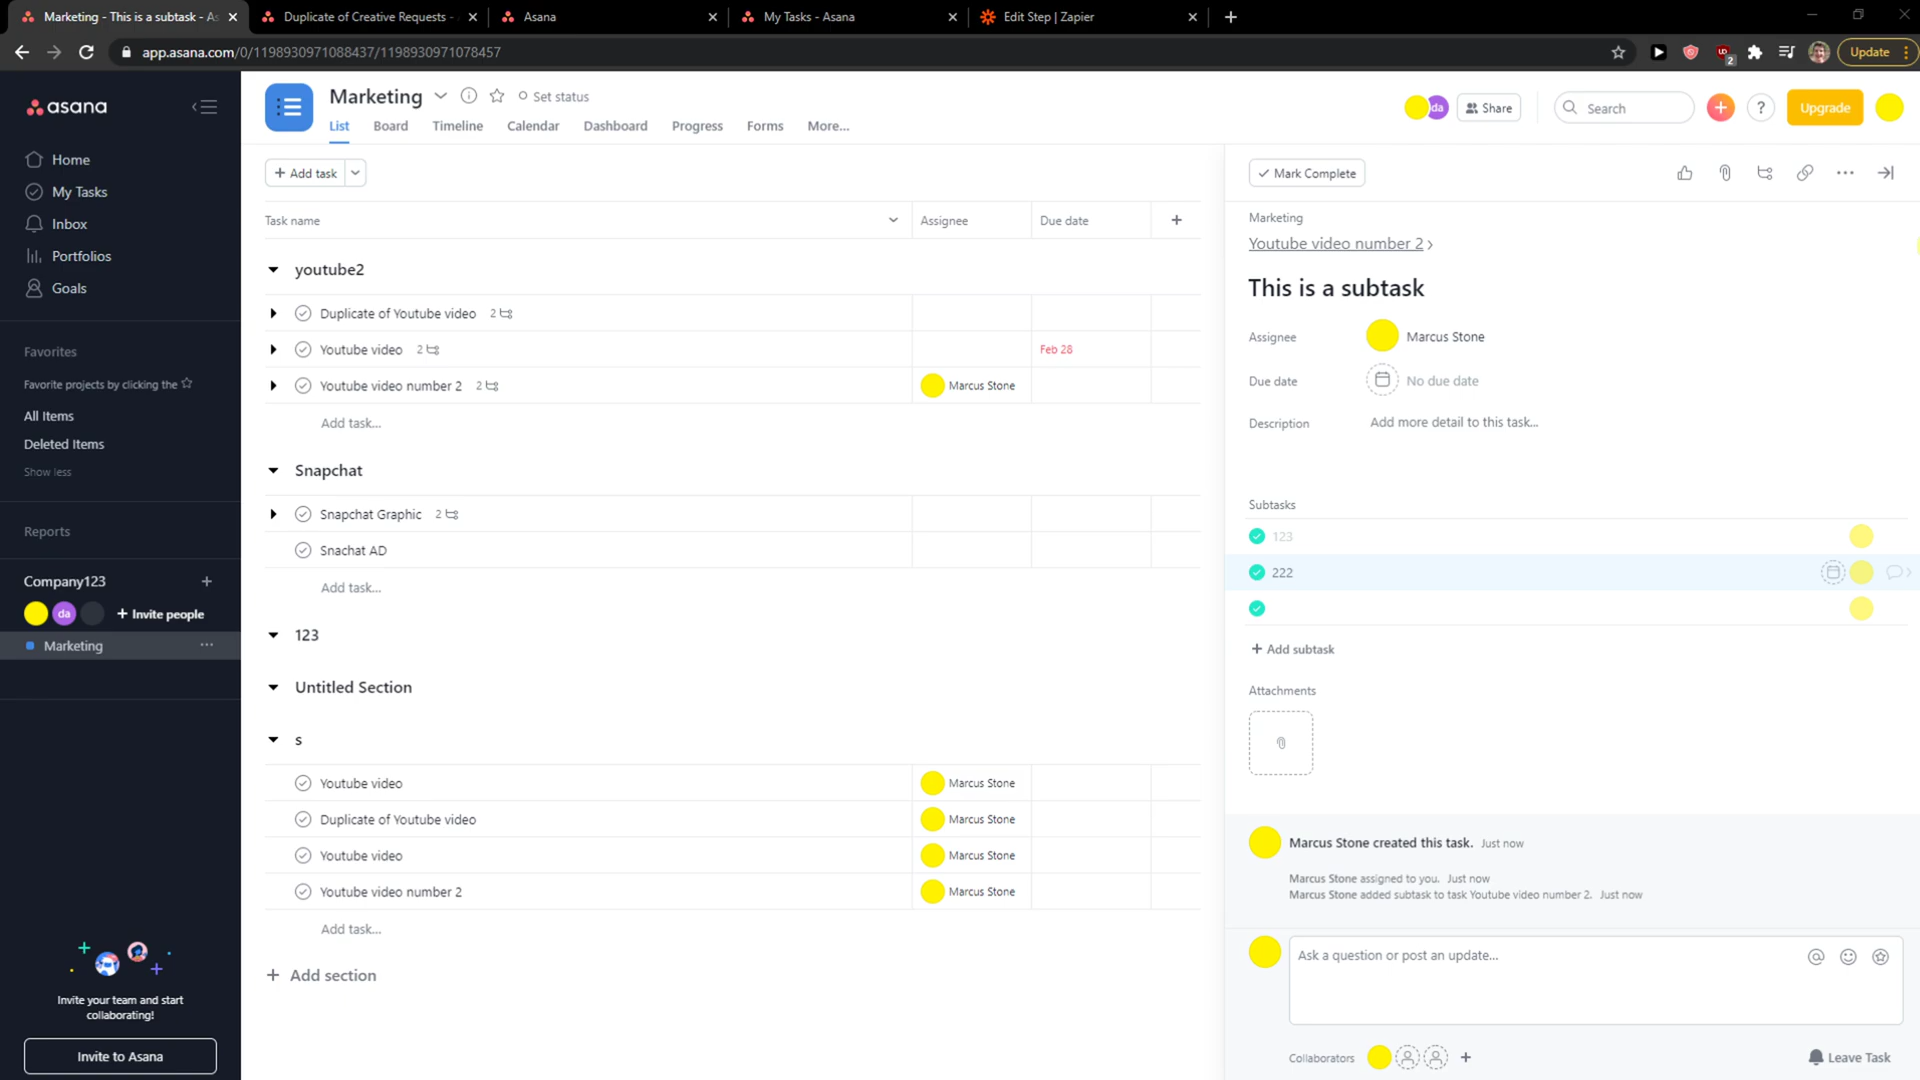 Marketing - This is a subtask - As
Duplicate of Creative Requests -
Asana
My Tasks - Asana
Edit Step | Zapier
app.asana.com/0/1198930971088437/1198930971078457
2
Update
asana
Home
My Tasks
Inbox
Portfolios
Goals
Favorites
Favorite projects by clicking the
All Items
Deleted Items
Show less
Reports
Company123
da
Invite people
Marketing
Invite your team and start
collaborating!
Invite to Asana
Marketing
Set status
List
Board
Timeline
Calendar
Dashboard
Progress
Forms
More...
da
Share
Search
?
Upgrade
Add task
Task name
Assignee
Due date
youtube2
Duplicate of Youtube video 2
Youtube video 2
Feb 28
Youtube video number 2 2
Marcus Stone
Add task...
Snapchat
Snapchat Graphic 2
Snachat AD
Add task...
123
Untitled Section
s
Youtube video
Marcus Stone
Duplicate of Youtube video
Marcus Stone
Youtube video
Marcus Stone
Youtube video number 2
Marcus Stone
Add task...
Add section
Mark Complete
Marketing
Youtube video number 2
This is a subtask
Assignee
Marcus Stone
Due date
No due date
Description
Add more detail to this task...
Subtasks
123
222
Add subtask
Attachments
Marcus Stone created this task. Just now
Marcus Stone assigned to you. Just now
Marcus Stone added subtask to task Youtube video number 2. Just now
Ask a question or post an update...
Collaborators
Leave Task